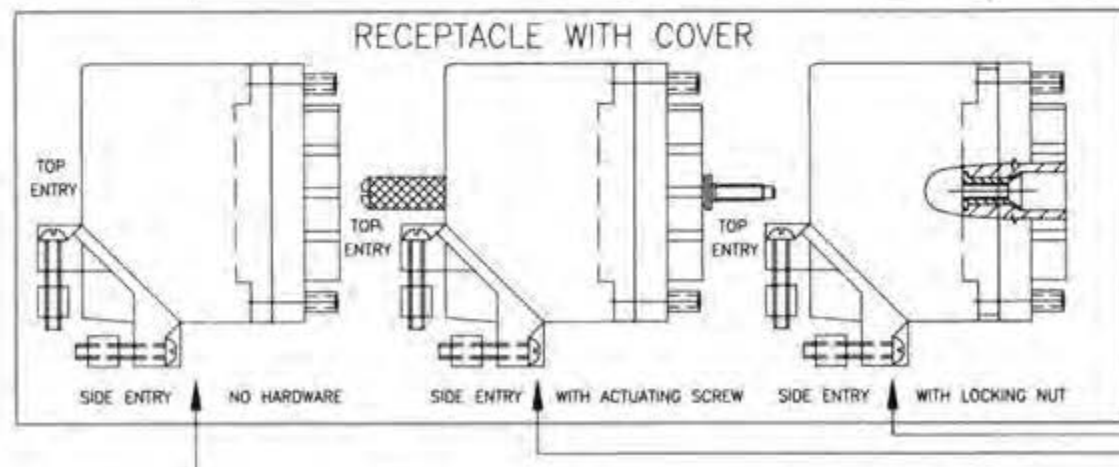 RECEPTACLE WITH COVER
TOP
ENTRY
TOP
ENTRY
TOP
ENTRY
SIDE ENTRY
NO HARDWARE
SIDE ENTRY
WITH ACTUATING SCREW
SIDE ENTRY
WITH LOCKING NUT